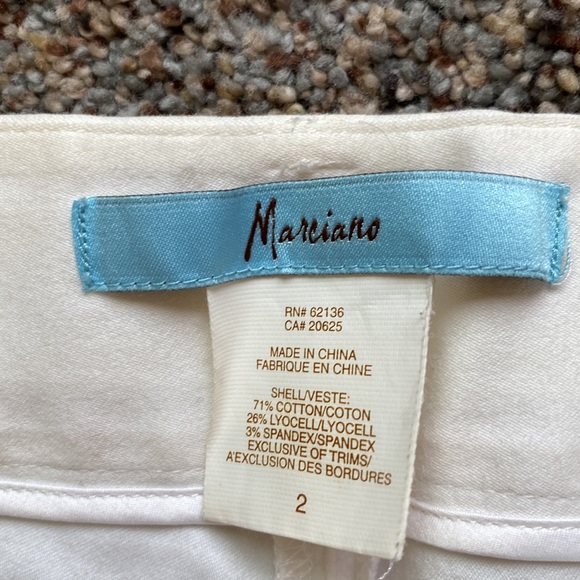 Marciano
RN# 62136
CA# 20625
MADE IN CHINA
FABRIQUE EN CHINE
SHELL/VESTE:
71% COTTON/COTON
26% LYOCELL/LYOCELL
3% SPANDEX/SPANDEX
EXCLUSIVE OF TRIMS/
A'EXCLUSION DES BORDURES
2